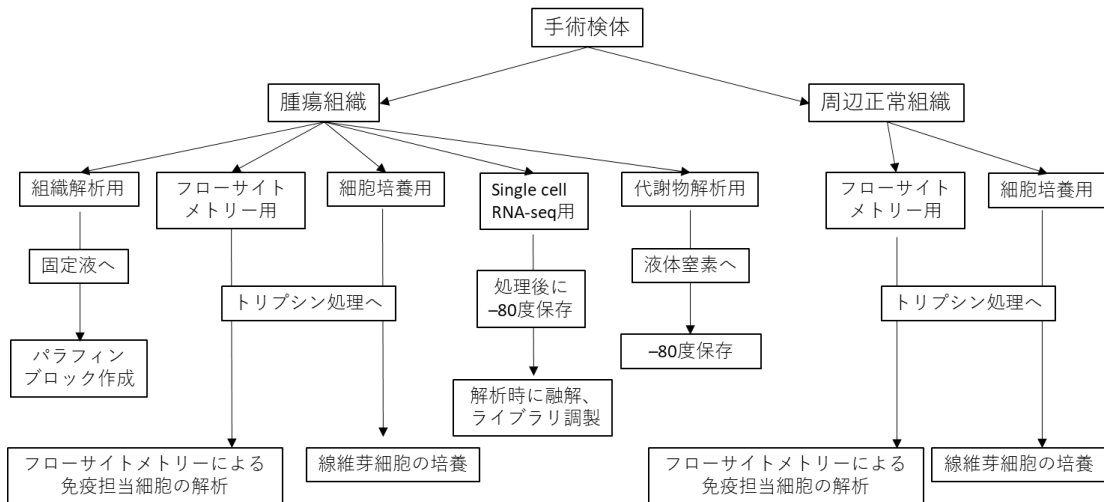 手術検体
腫瘍組織
周辺正常組織
組織解析用
フローサイト
メトリー用
細胞培養用
Single cell
RNA-seq用
代謝物解析用
フローサイト
メトリー用
細胞培養用
固定液へ
トリプシン処理へ
処理後に
–80度保存
液体窒素へ
トリプシン処理へ
パラフィン
ブロック作成
–80度保存
解析時に融解、
ライブラリ調製
フローサイトメトリーによる
免疫担当細胞の解析
線維芽細胞の培養
フローサイトメトリーによる
免疫担当細胞の解析
線維芽細胞の培養